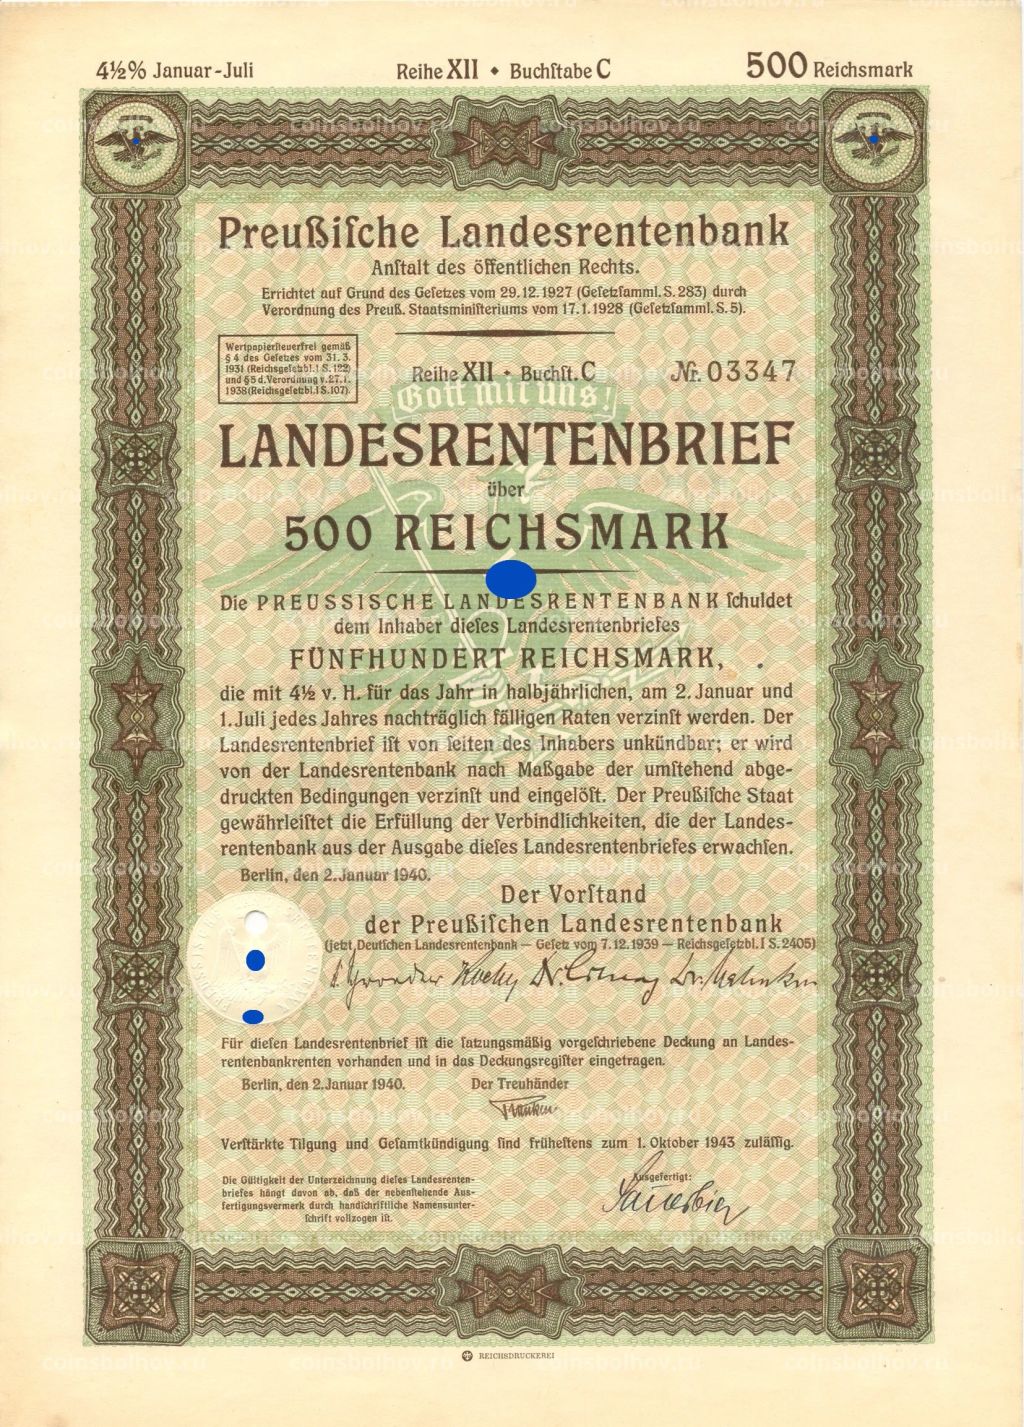 4½% Januar-Juli
Reihe XII ⬥ Buchſtabe C
500 Reichsmark
Preußiſche Landesrentenbank
Anſtalt des öffentlichen Rechts.
Errichtet auf Grund des Geſetzes vom 29.12.1927 (Geſetzſamml. S. 283) durch
Verordnung des Preuß. Staatsminiſteriums vom 17.1.1928 (Geſetzſamml. S. 5).
Wertpapierſteuerfrei gemäß
§ 4 des Geſetzes vom 31.3.
1931 (Reichsgeſetzbl. I S. 122)
und § 5 d. Verordnung v. 27.1.
1938 (Reichsgeſetzbl. I S. 107).
Reihe XII ⬥ Buchſt. C
Nr. 03347
Gott mit uns!
LANDESRENTENBRIEF
über
500 REICHSMARK
Die PREUSSISCHE LANDESRENTENBANK ſchuldet
dem Inhaber dieſes Landesrentenbriefes
FÜNFHUNDERT REICHSMARK,
die mit 4½ v. H. für das Jahr in halbjährlichen, am 2. Januar und
1. Juli jedes Jahres nachträglich fälligen Raten verzinſt werden. Der
Landesrentenbrief iſt von ſeiten des Inhabers unkündbar; er wird
von der Landesrentenbank nach Maßgabe der umſtehend abge-
druckten Bedingungen verzinſt und eingelöſt. Der Preußiſche Staat
gewährleiſtet die Erfüllung der Verbindlichkeiten, die der Landes-
rentenbank aus der Ausgabe dieſes Landesrentenbriefes erwachſen.
Berlin, den 2. Januar 1940.
Der Vorſtand
der Preußiſchen Landesrentenbank
(jetzt Deutſchen Landesrentenbank — Geſetz vom 7.12.1939 — Reichsgeſetzbl. I S. 2405)
Für dieſen Landesrentenbrief iſt die ſatzungsmäßig vorgeſchriebene Deckung an Landes-
rentenbankrenten vorhanden und in das Deckungsregiſter eingetragen.
Berlin, den 2. Januar 1940.
Der Treuhänder
Verſtärkte Tilgung und Geſamtkündigung ſind früheſtens zum 1. Oktober 1943 zuläſſig.
Die Gültigkeit der Unterzeichnung dieſes Landesrenten-
briefes hängt davon ab, daß der nebenſtehende Aus-
fertigungsvermerk durch handſchriftliche Namensunter-
ſchrift vollzogen iſt.
Ausgefertigt:
REICHSDRUCKEREI
coinsbolhov.ru